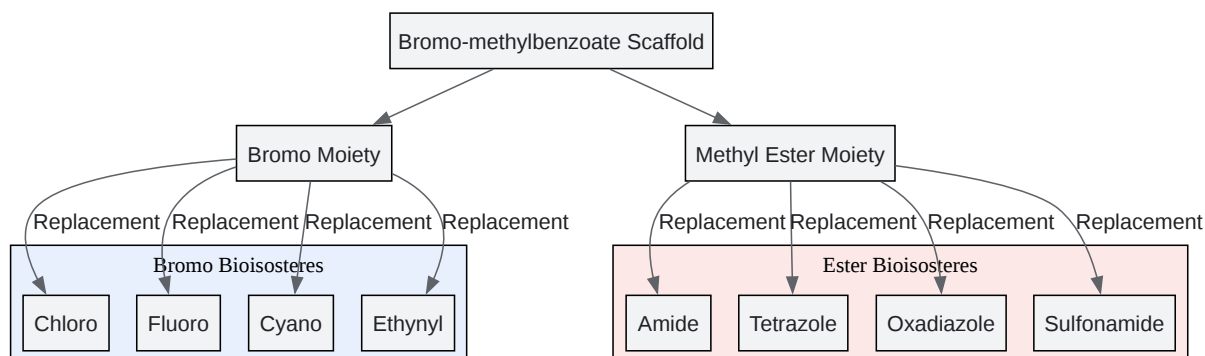 Bromo-methylbenzoate Scaffold
Bromo Moiety
Methyl Ester Moiety
Replacement
Replacement
Replacement
Replacement
Replacement
Replacement
Replacement
Replacement
Bromo Bioisosteres
Ester Bioisosteres
Chloro
Fluoro
Cyano
Ethynyl
Amide
Tetrazole
Oxadiazole
Sulfonamide